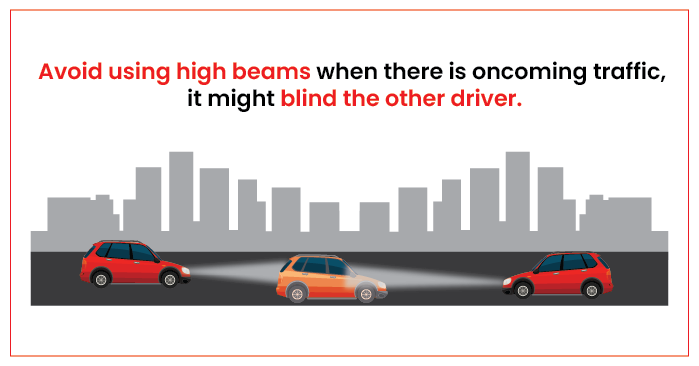 Avoid using high beams when there is oncoming traffic,
it might blind the other driver.